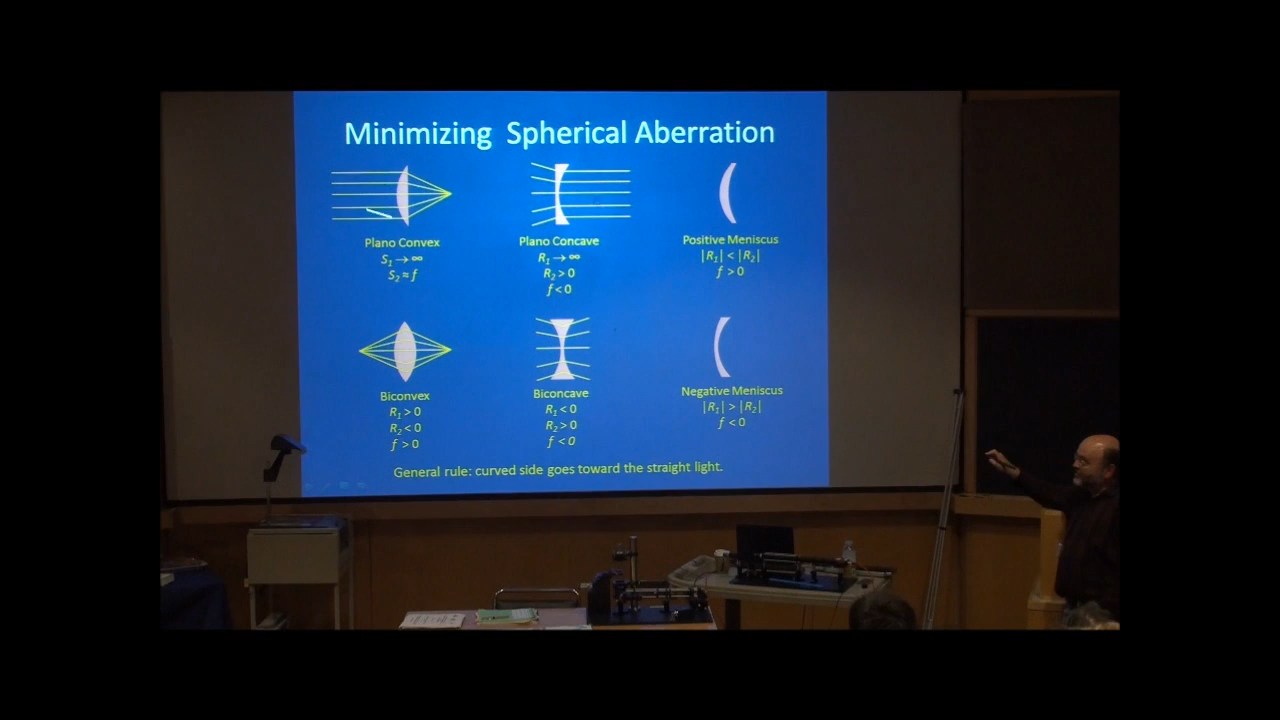 Minimizing Spherical Aberration
Plano Convex
S₁ → ∞
S₂ ≈ f
Plano Concave
R₁ → ∞
R₂ > 0
f < 0
Positive Meniscus
|R₁| < |R₂|
f > 0
Biconvex
R₁ > 0
R₂ < 0
f > 0
Biconcave
R₁ < 0
R₂ > 0
f < 0
Negative Meniscus
|R₁| > |R₂|
f < 0
General rule: curved side goes toward the straight light.